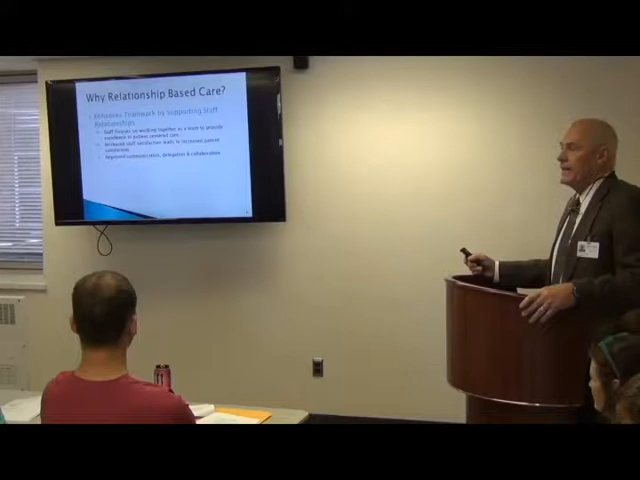 Why Relationship Based Care?
Enhances Teamwork by Supporting Staff
Relationships
Staff focuses on working together as a team to provide
excellence in patient centered care.
Increased staff satisfaction leads to increased patient
satisfaction
Improved communication, delegation & collaboration